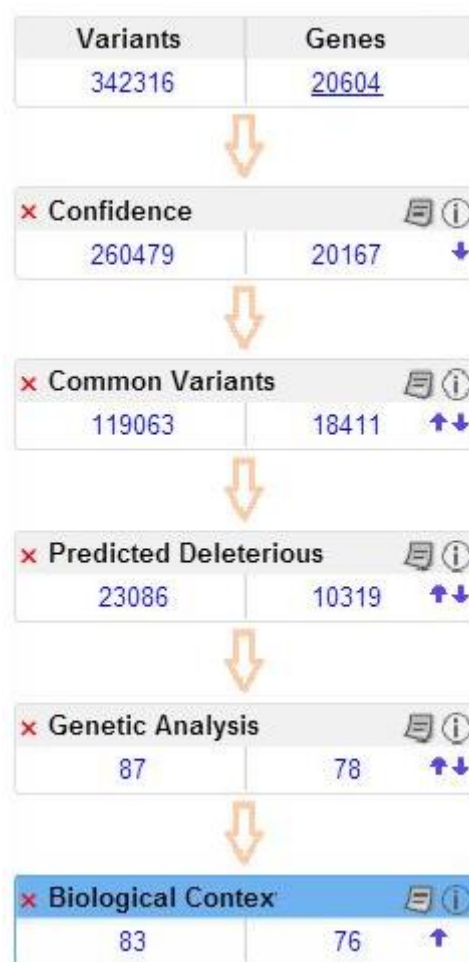 Variants Genes
342316 20604
× Confidence
260479 20167
× Common Variants
119063 18411
× Predicted Deleterious
23086 10319
× Genetic Analysis
87 78
× Biological Contex
83 76